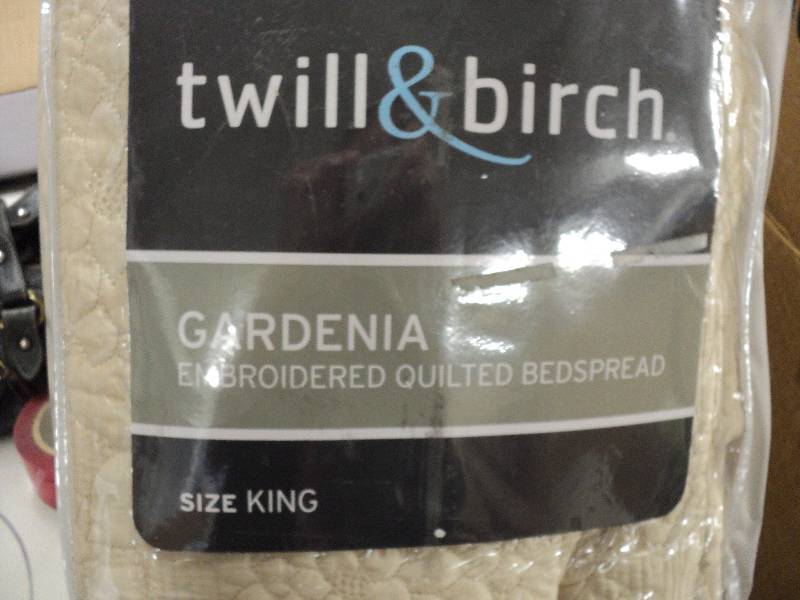 twill & birch
GARDENIA
EMBROIDERED QUILTED BEDSPREAD
SIZE KING